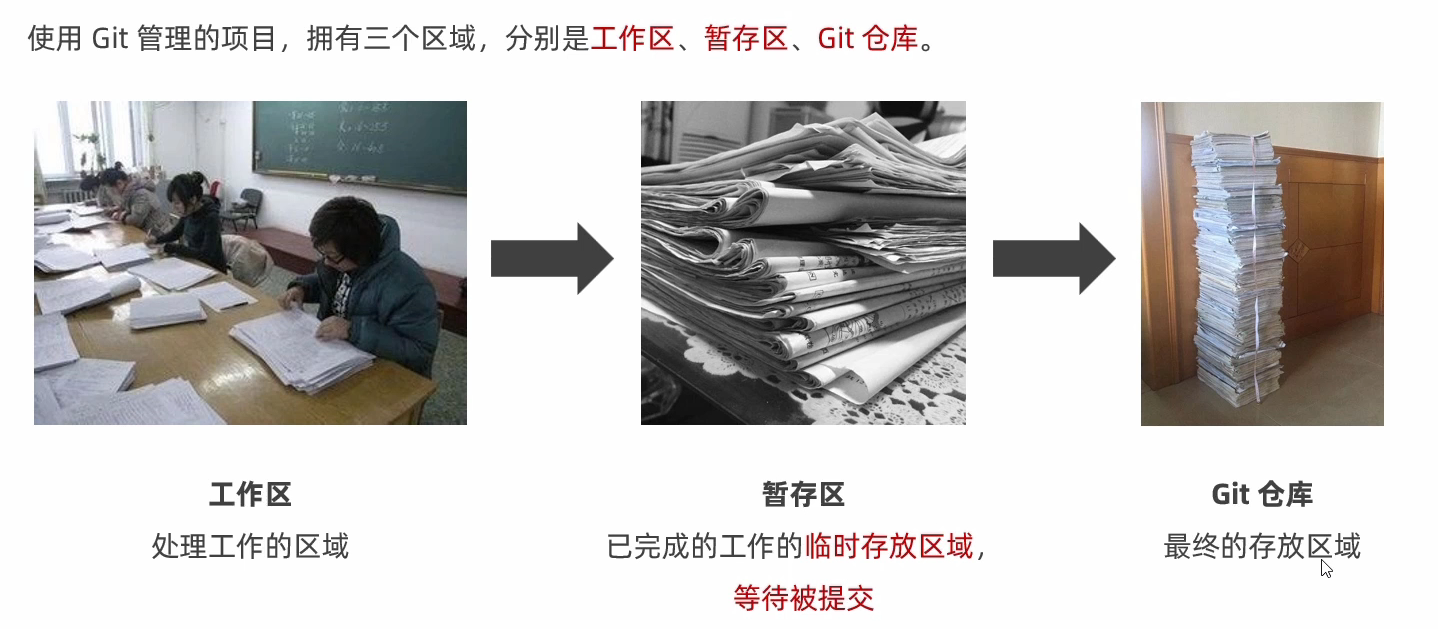 使用 Git 管理的项目，拥有三个区域，分别是工作区、暂存区、Git 仓库。
工作区
暂存区
Git 仓库
处理工作的区域
已完成的工作的临时存放区域，
最终的存放区域
等待被提交